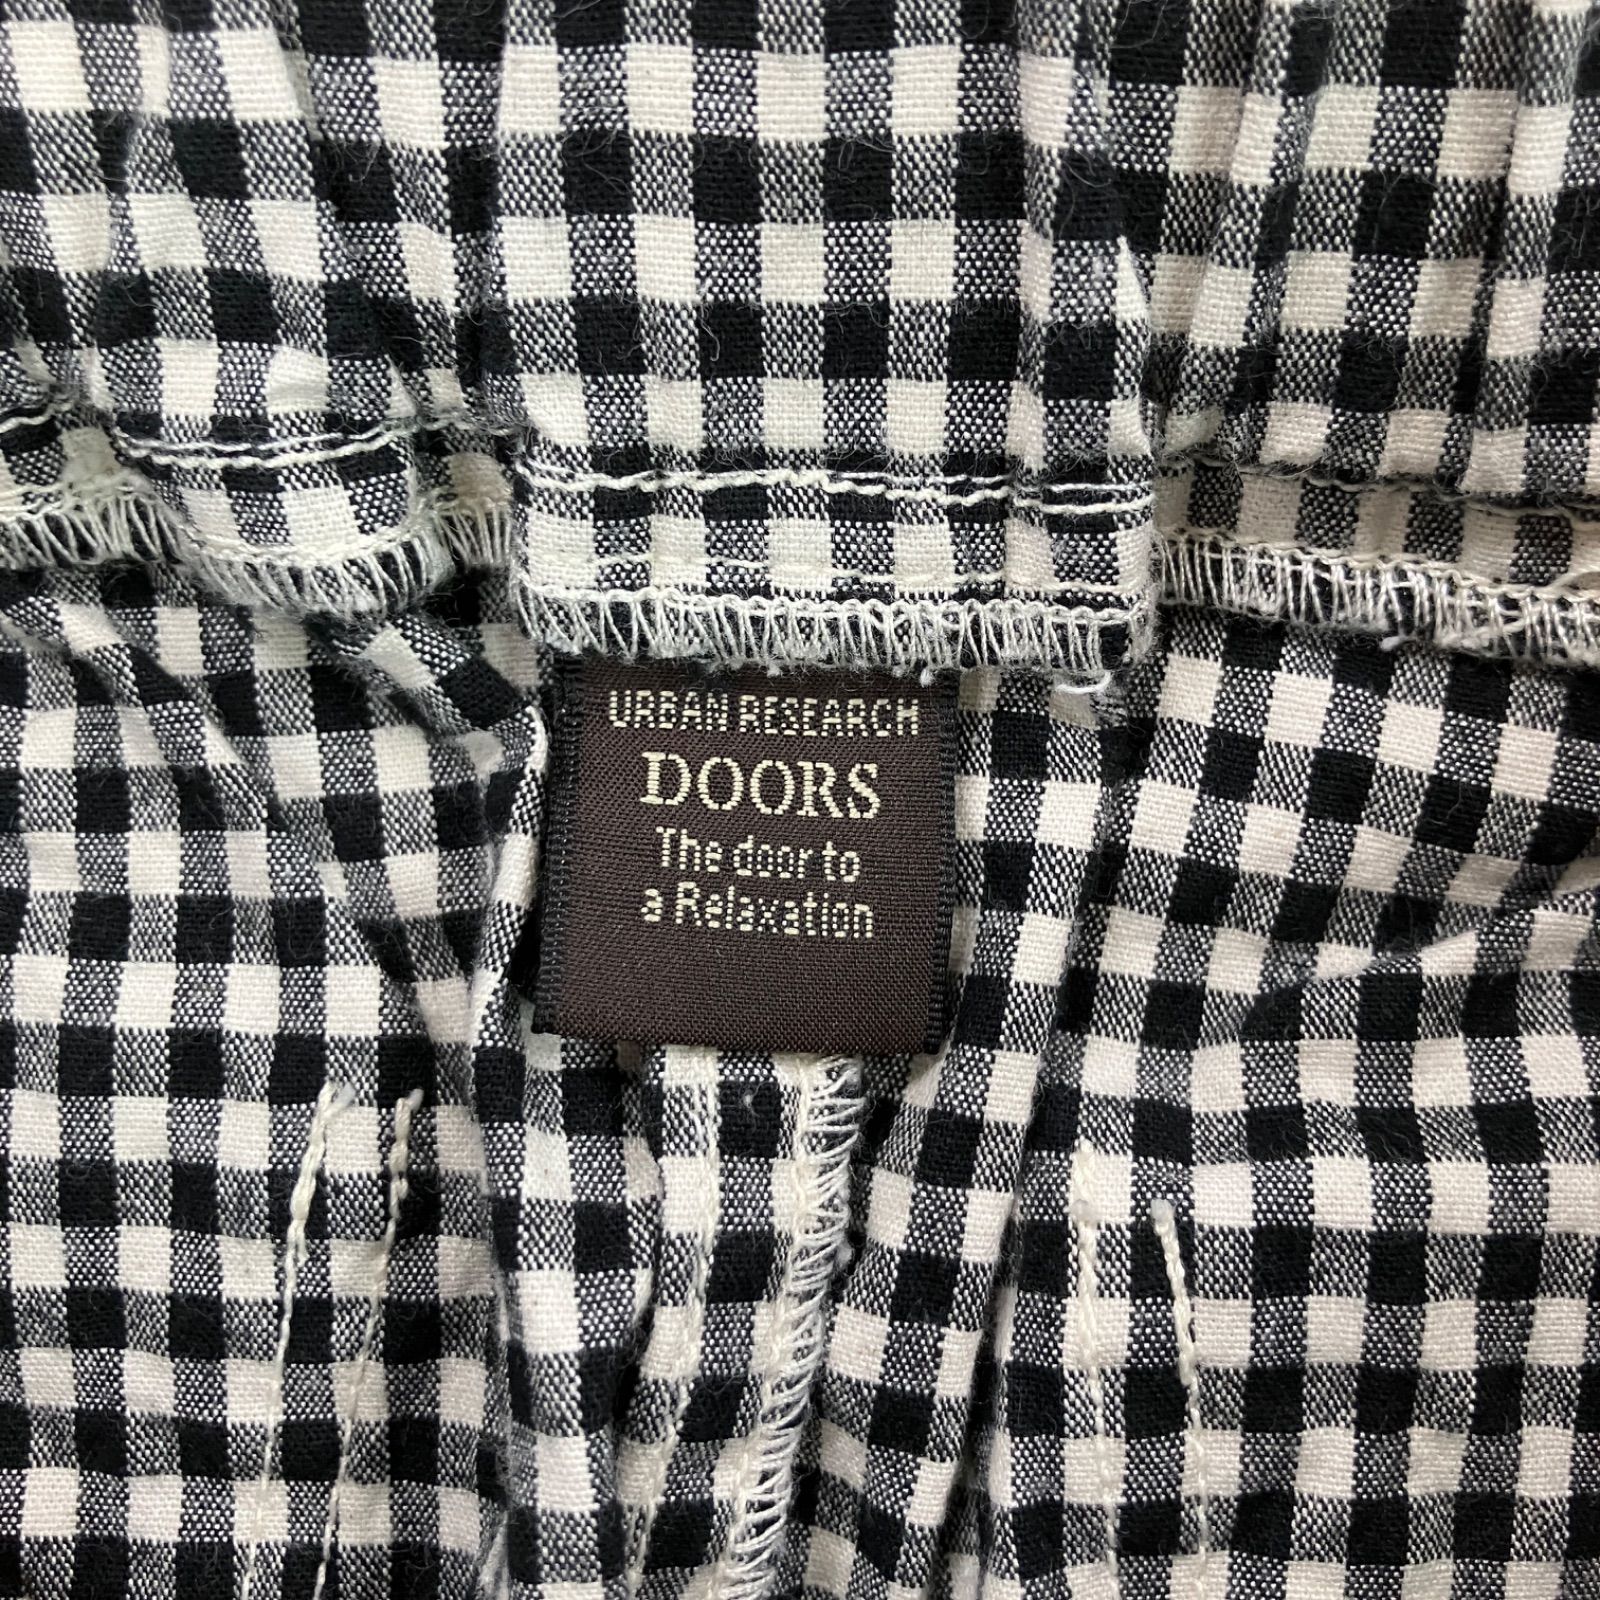 URBAN RESEARCH
DOORS
The door to
a Relaxation